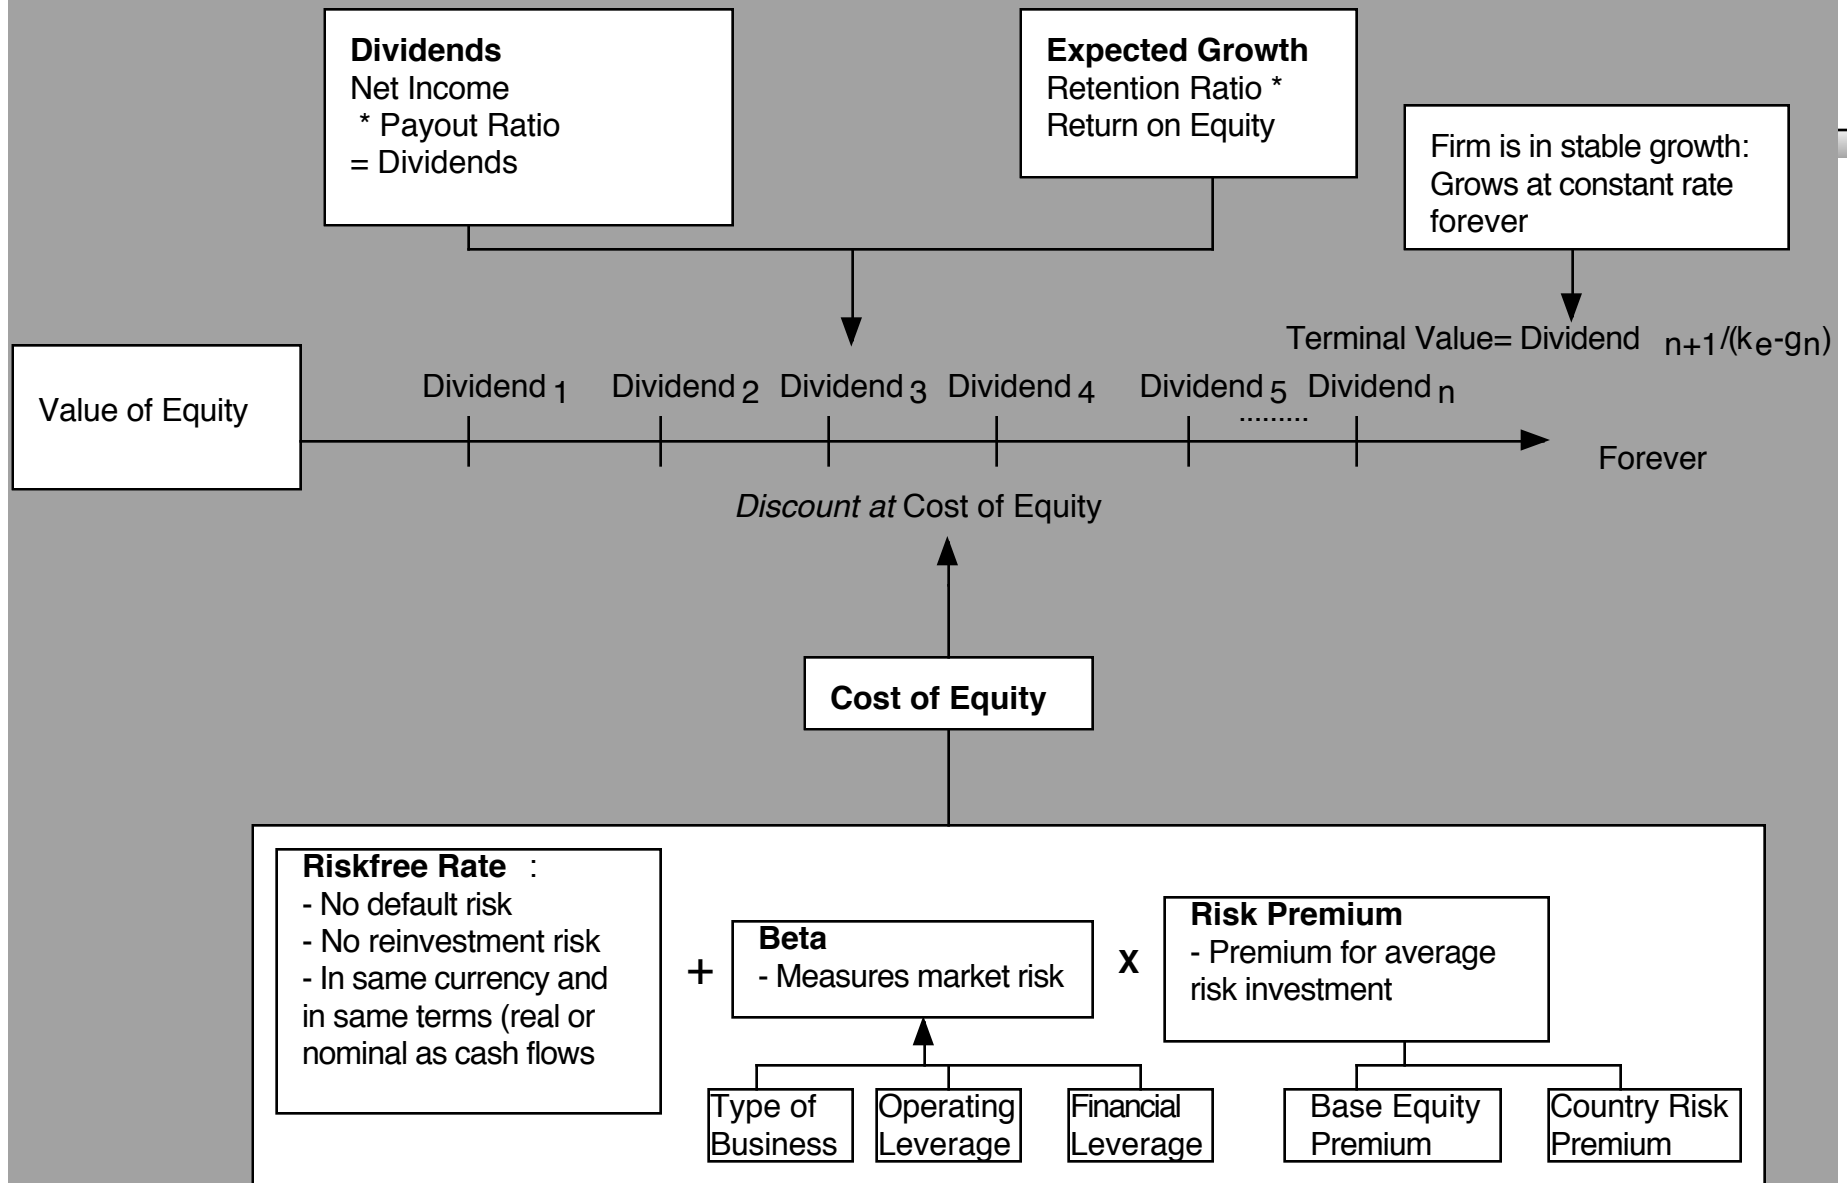 Dividends
Net Income
* Payout Ratio
= Dividends
Expected Growth
Retention Ratio *
Return on Equity
Firm is in stable growth:
Grows at constant rate
forever
Terminal Value= Dividend n+1/(ke-gn)
Value of Equity
Dividend 1 Dividend 2 Dividend 3 Dividend 4 Dividend 5 Dividend n
.........
Forever
Discount at Cost of Equity
Cost of Equity
Riskfree Rate :
- No default risk
- No reinvestment risk
- In same currency and
in same terms (real or
nominal as cash flows
+
Beta
- Measures market risk
X
Risk Premium
- Premium for average
risk investment
Type of
Business
Operating
Leverage
Financial
Leverage
Base Equity
Premium
Country Risk
Premium